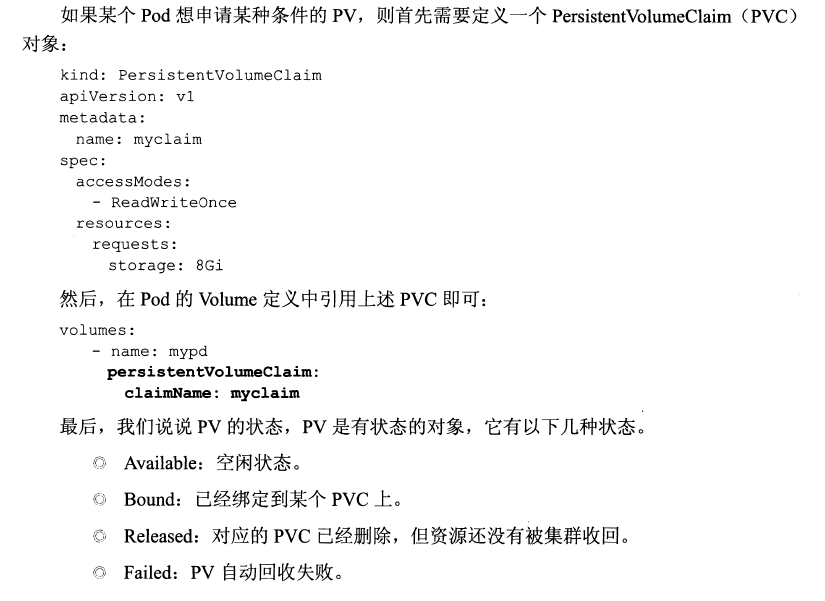 如果某个 Pod 想申请某种条件的 PV，则首先需要定义一个 PersistentVolumeClaim（PVC）
对象：
kind: PersistentVolumeClaim
apiVersion: v1
metadata:
  name: myclaim
spec:
  accessModes:
    - ReadWriteOnce
  resources:
    requests:
      storage: 8Gi
然后，在 Pod 的 Volume 定义中引用上述 PVC 即可：
volumes:
    - name: mypd
      persistentVolumeClaim:
        claimName: myclaim
最后，我们说说 PV 的状态，PV 是有状态的对象，它有以下几种状态。
◎ Available：空闲状态。
◎ Bound：已经绑定到某个 PVC 上。
◎ Released：对应的 PVC 已经删除，但资源还没有被集群收回。
◎ Failed：PV 自动回收失败。